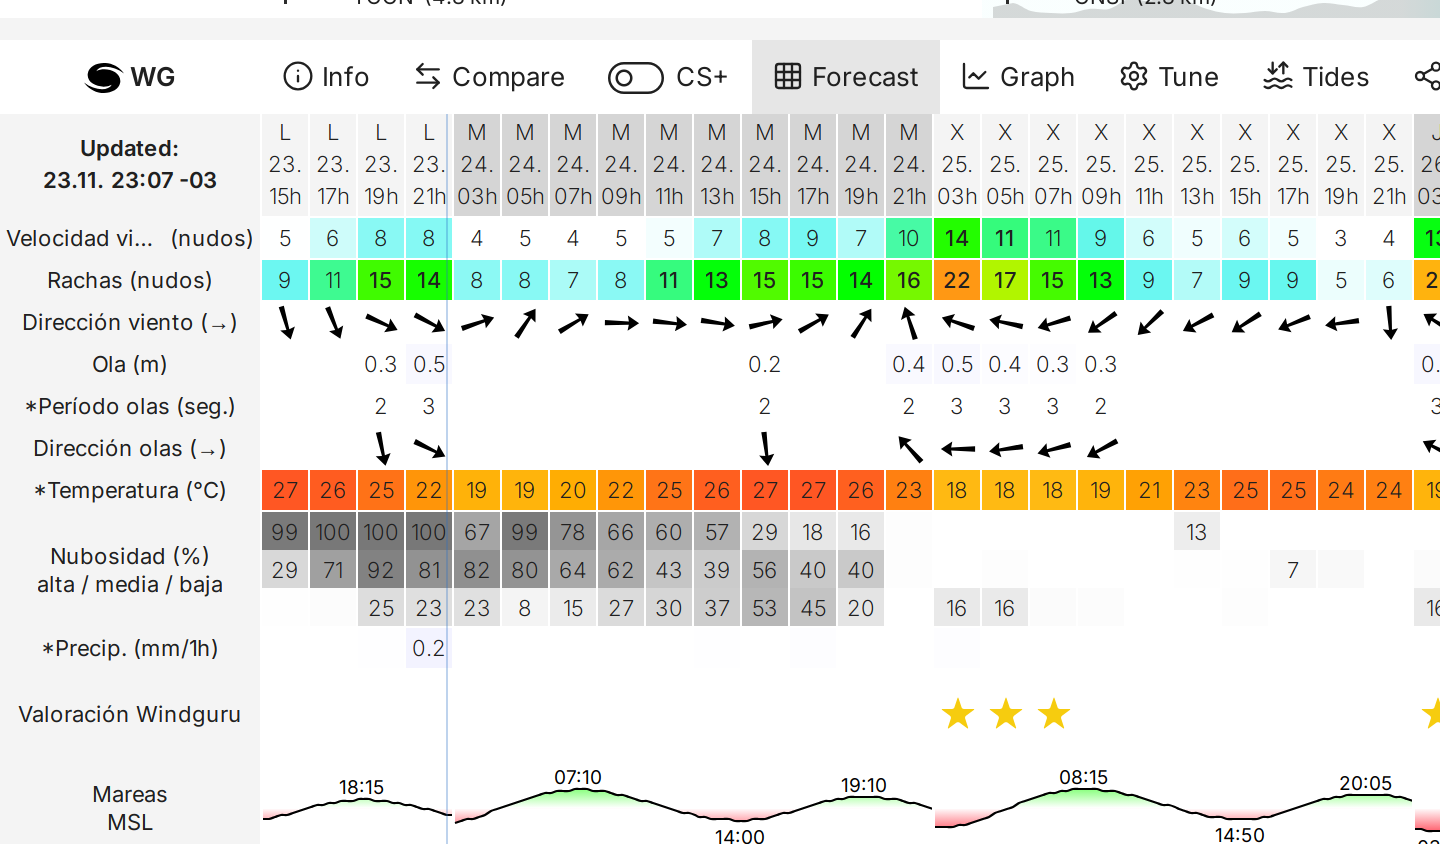 (2.8 km)
WG Info Compare CS+ Forecast Graph Tune Tides
Updated:
23.11. 23:07 -03
L L L L M M M M M M M M M M X X X X X X X X X X J
23. 23. 23. 23. 24. 24. 24. 24. 24. 24. 24. 24. 24. 24. 25. 25. 25. 25. 25. 25. 25. 25. 25. 25.
15h 17h 19h 21h 03h 05h 07h 09h 11h 13h 15h 17h 19h 21h 03h 05h 07h 09h 11h 13h 15h 17h 19h 21h
Velocidad vi... (nudos) 5 6 8 8 4 5 4 5 5 7 8 9 7 10 14 11 11 9 6 5 6 5 3 4
Rachas (nudos) 9 11 15 14 8 8 7 8 11 13 15 15 14 16 22 17 15 13 9 7 9 9 5 6
Dirección viento (→)
Ola (m) 0.3 0.5 0.2 0.4 0.5 0.4 0.3 0.3
*Período olas (seg.) 2 3 2 2 3 3 3 2
Dirección olas (→)
*Temperatura (°C) 27 26 25 22 19 19 20 22 25 26 27 27 26 23 18 18 18 19 21 23 25 25 24 24
99 100 100 100 67 99 78 66 60 57 29 18 16 13
Nubosidad (%)
29 71 92 81 82 80 64 62 43 39 56 40 40 7
alta / media / baja
25 23 23 8 15 27 30 37 53 45 20 16 16
*Precip. (mm/1h) 0.2
Valoración Windguru
18:15 07:10 19:10 08:15 20:05
Mareas
MSL
14:00 14:50